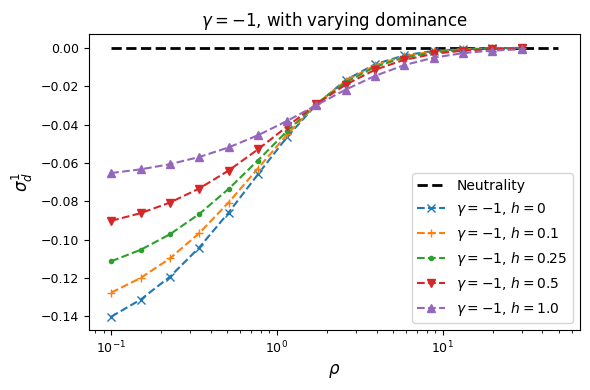 γ = −1, with varying dominance
0.00
−0.02
−0.04
−0.06
−0.08
−0.10
−0.12
−0.14
σ_d^1
Neutrality
γ = −1, h = 0
γ = −1, h = 0.1
γ = −1, h = 0.25
γ = −1, h = 0.5
γ = −1, h = 1.0
10^−1 10^0 10^1
ρ